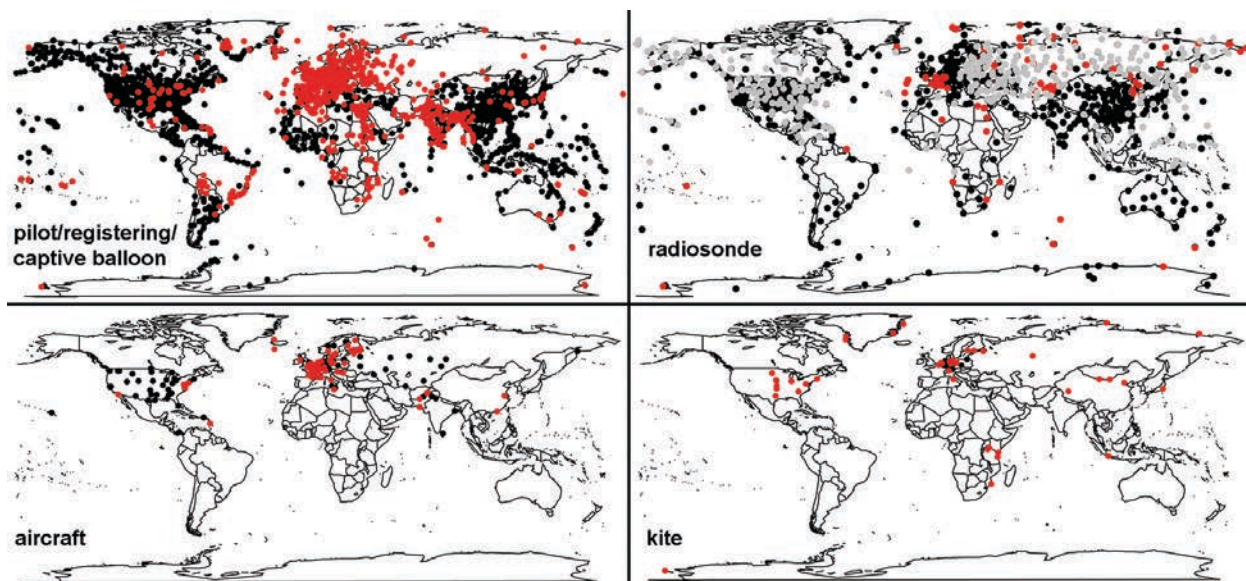 pilot/registering/
captive balloon
radiosonde
aircraft
kite